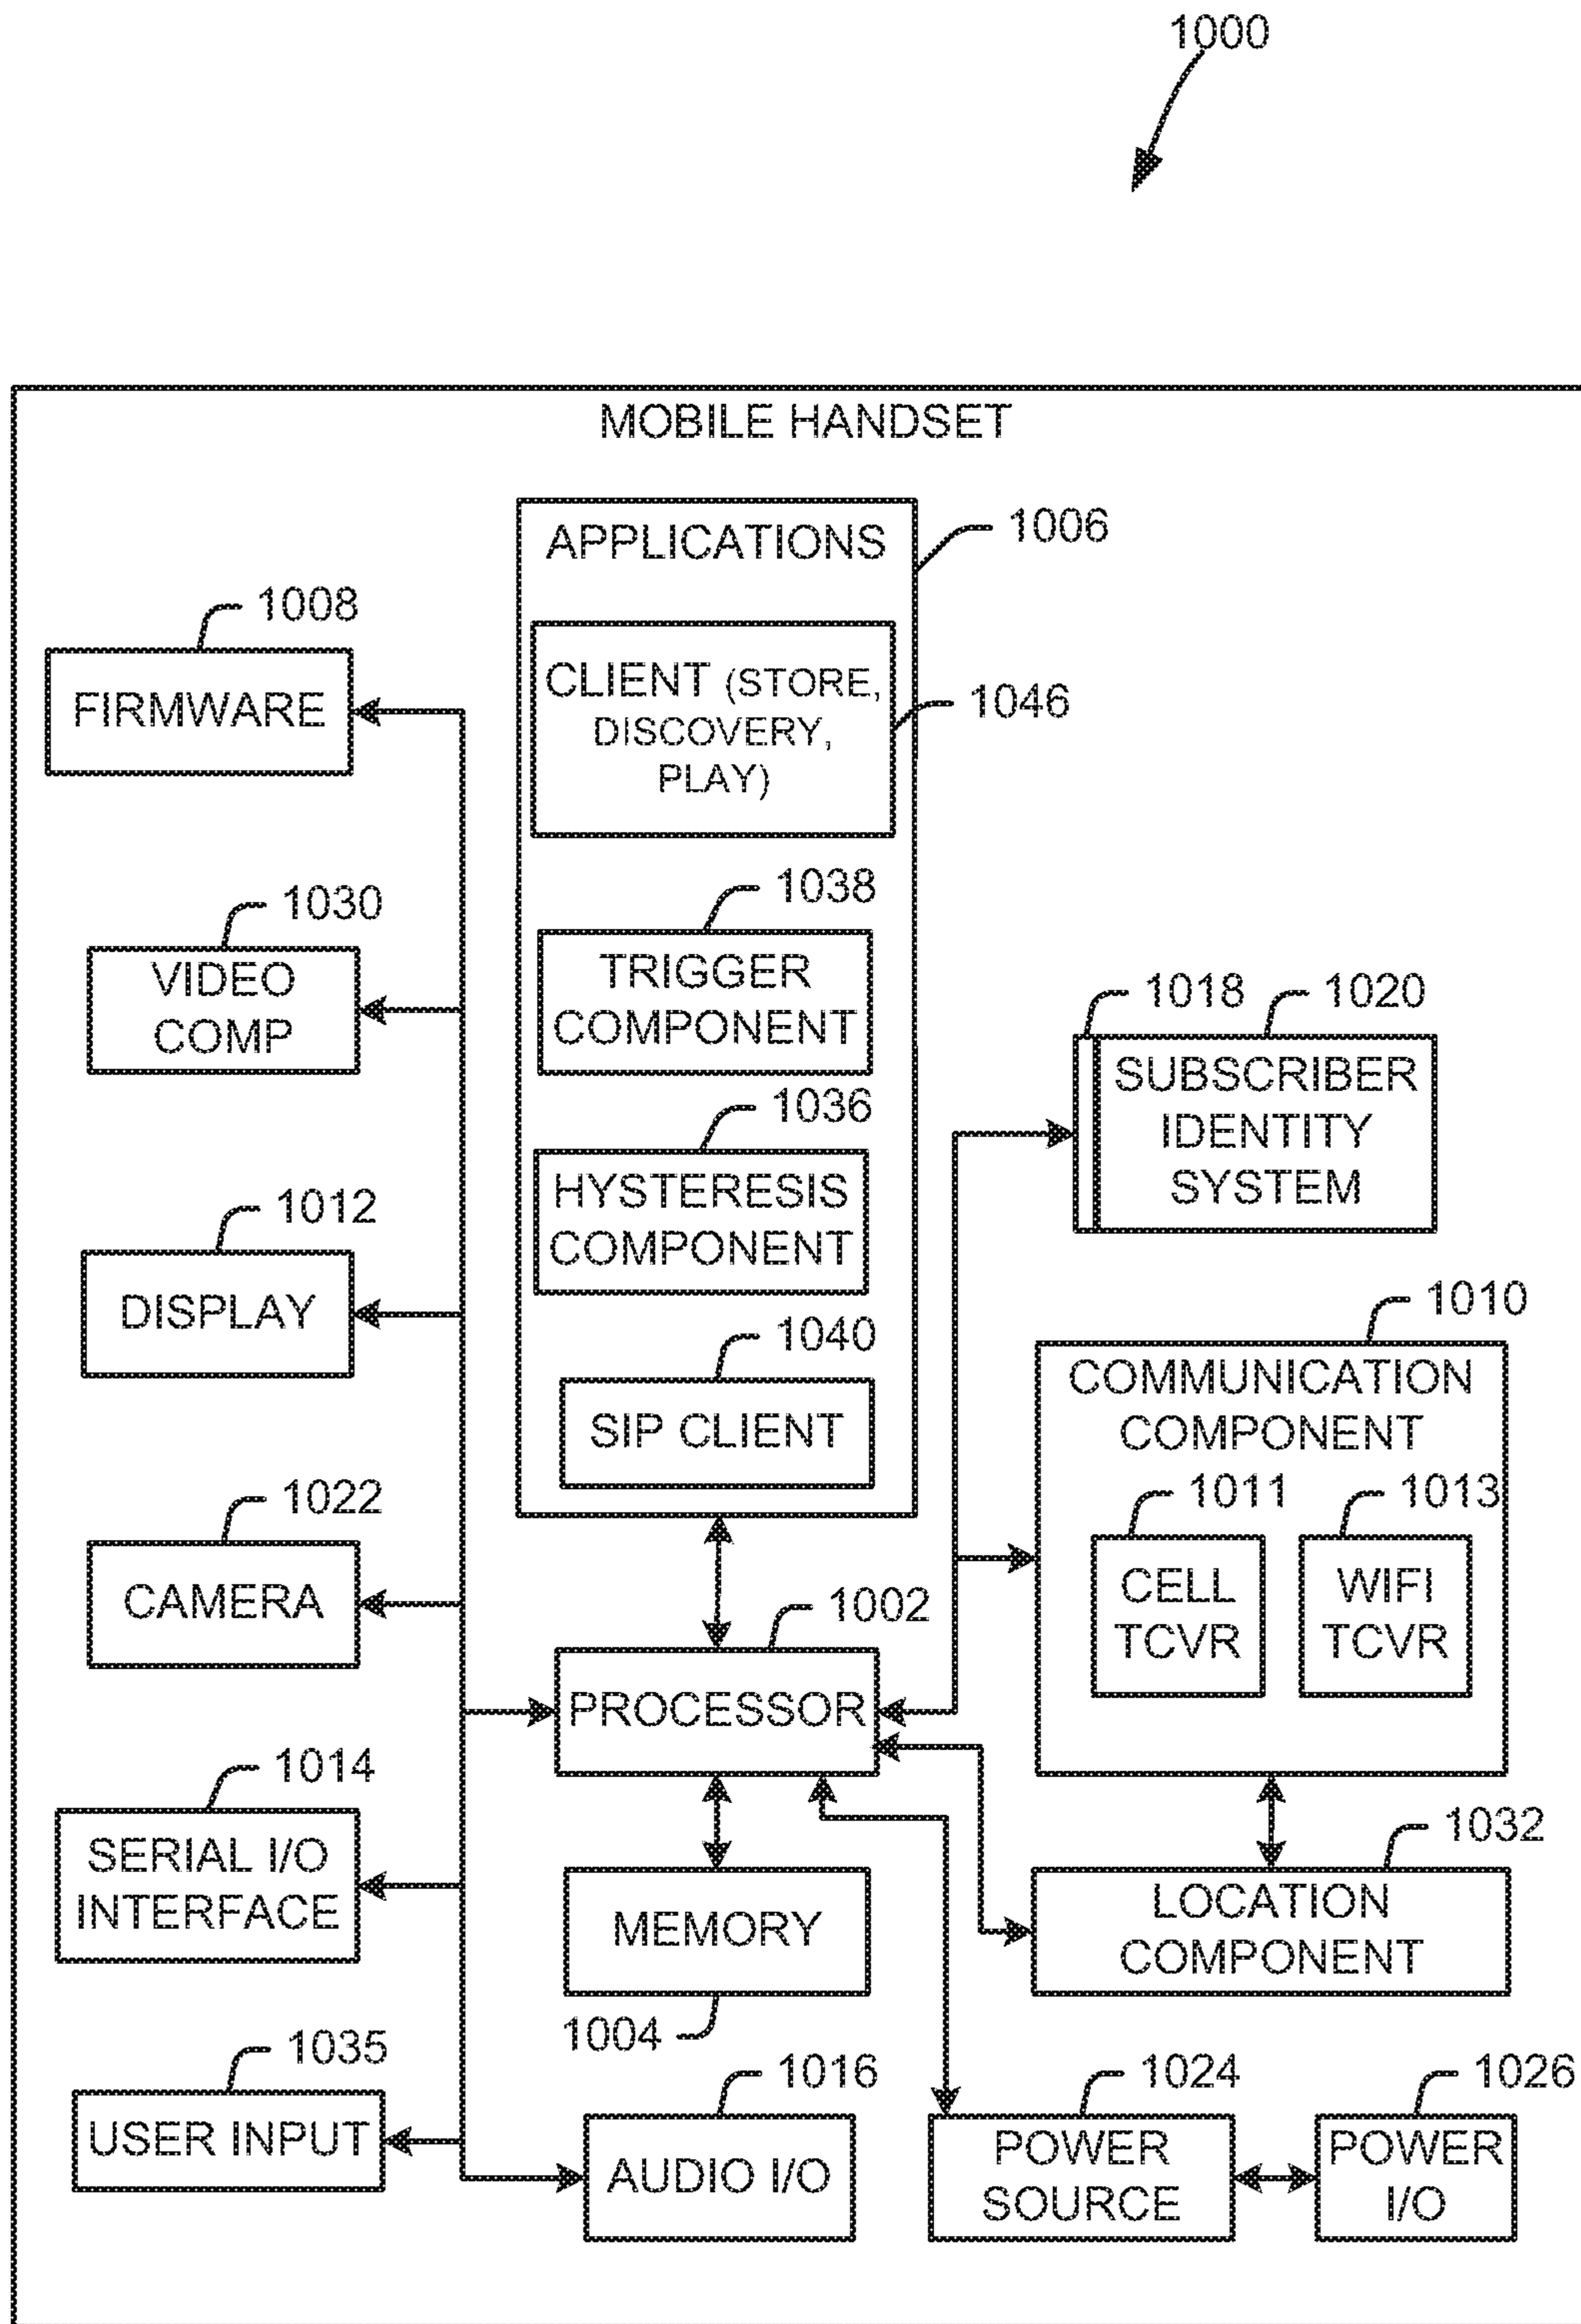 1000
MOBILE HANDSET
APPLICATIONS
1006
CLIENT (STORE,
DISCOVERY,
PLAY)
1046
1008
FIRMWARE
1038
TRIGGER
COMPONENT
1030
VIDEO
COMP
1018
1020
SUBSCRIBER
IDENTITY
SYSTEM
1036
HYSTERESIS
COMPONENT
1012
DISPLAY
1040
SIP CLIENT
1010
COMMUNICATION
COMPONENT
1011
1013
CELL
TCVR
WIFI
TCVR
1022
CAMERA
1002
PROCESSOR
1014
SERIAL I/O
INTERFACE
1032
LOCATION
COMPONENT
MEMORY
1004
1035
USER INPUT
1016
AUDIO I/O
1024
POWER
SOURCE
1026
POWER
I/O